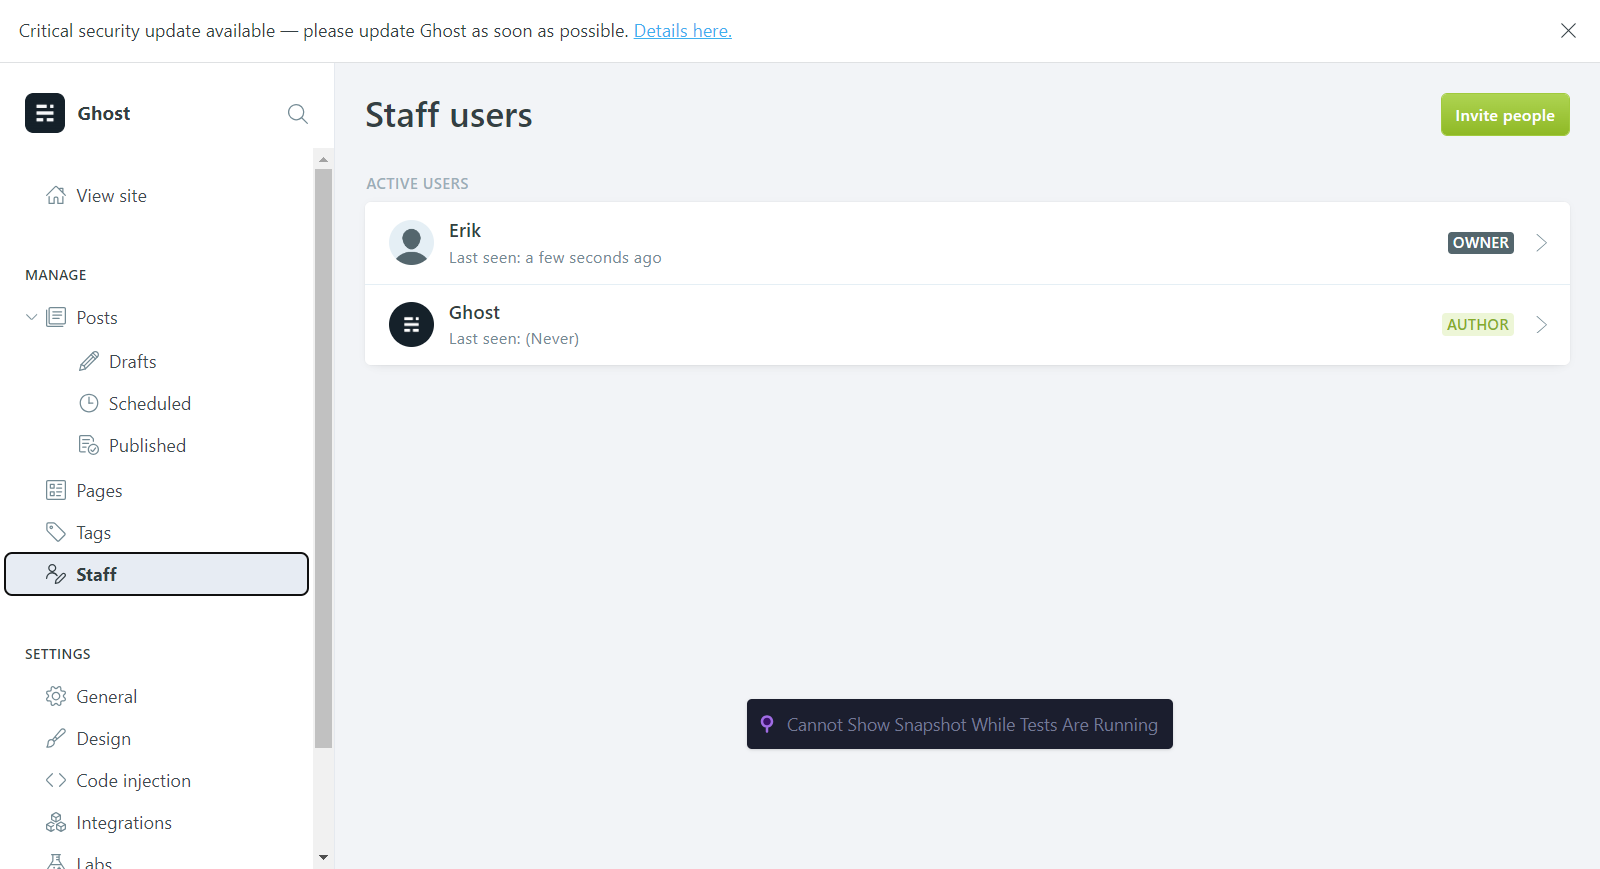 Critical security update available — please update Ghost as soon as possible. Details here.
Ghost
View site
MANAGE
Posts
Drafts
Scheduled
Published
Pages
Tags
Staff
SETTINGS
General
Design
Code injection
Integrations
Labs
Staff users
Invite people
ACTIVE USERS
Erik
Last seen: a few seconds ago
OWNER
Ghost
Last seen: (Never)
AUTHOR
Cannot Show Snapshot While Tests Are Running